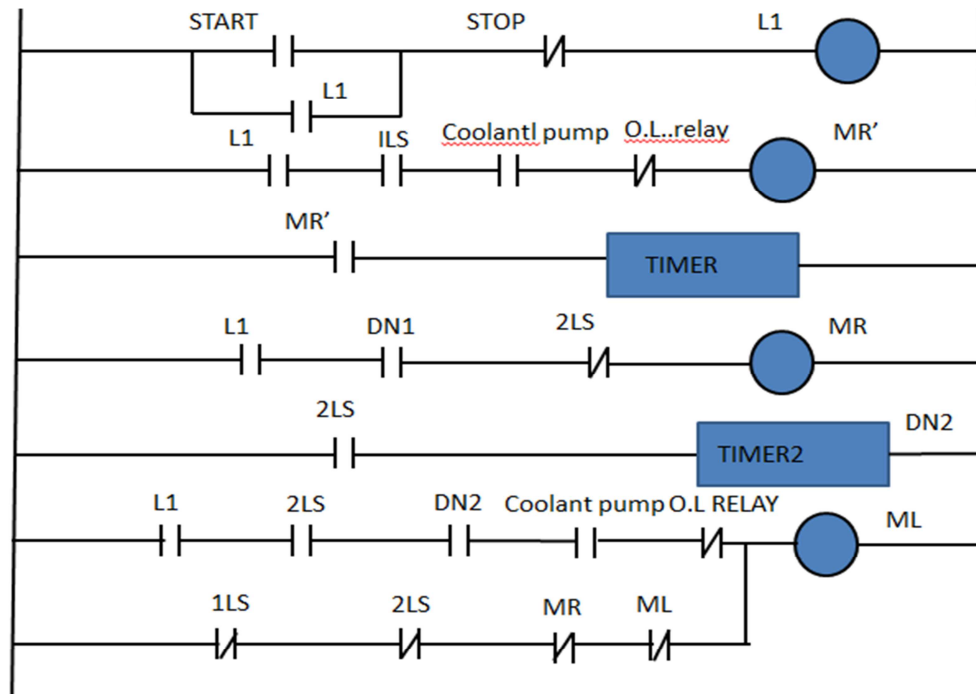 START STOP L1
L1
L1 ILS Coolantl pump O.L..relay MR’
MR’
TIMER
L1 DN1 2LS MR
2LS
TIMER2 DN2
L1 2LS DN2 Coolant pump O.L RELAY ML
1LS 2LS MR ML